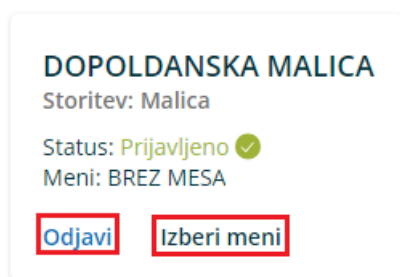 DOPOLDANSKA MALICA
Storitev: Malica
Status: Prijavljeno
Meni: BREZ MESA
Odjavi Izberi meni